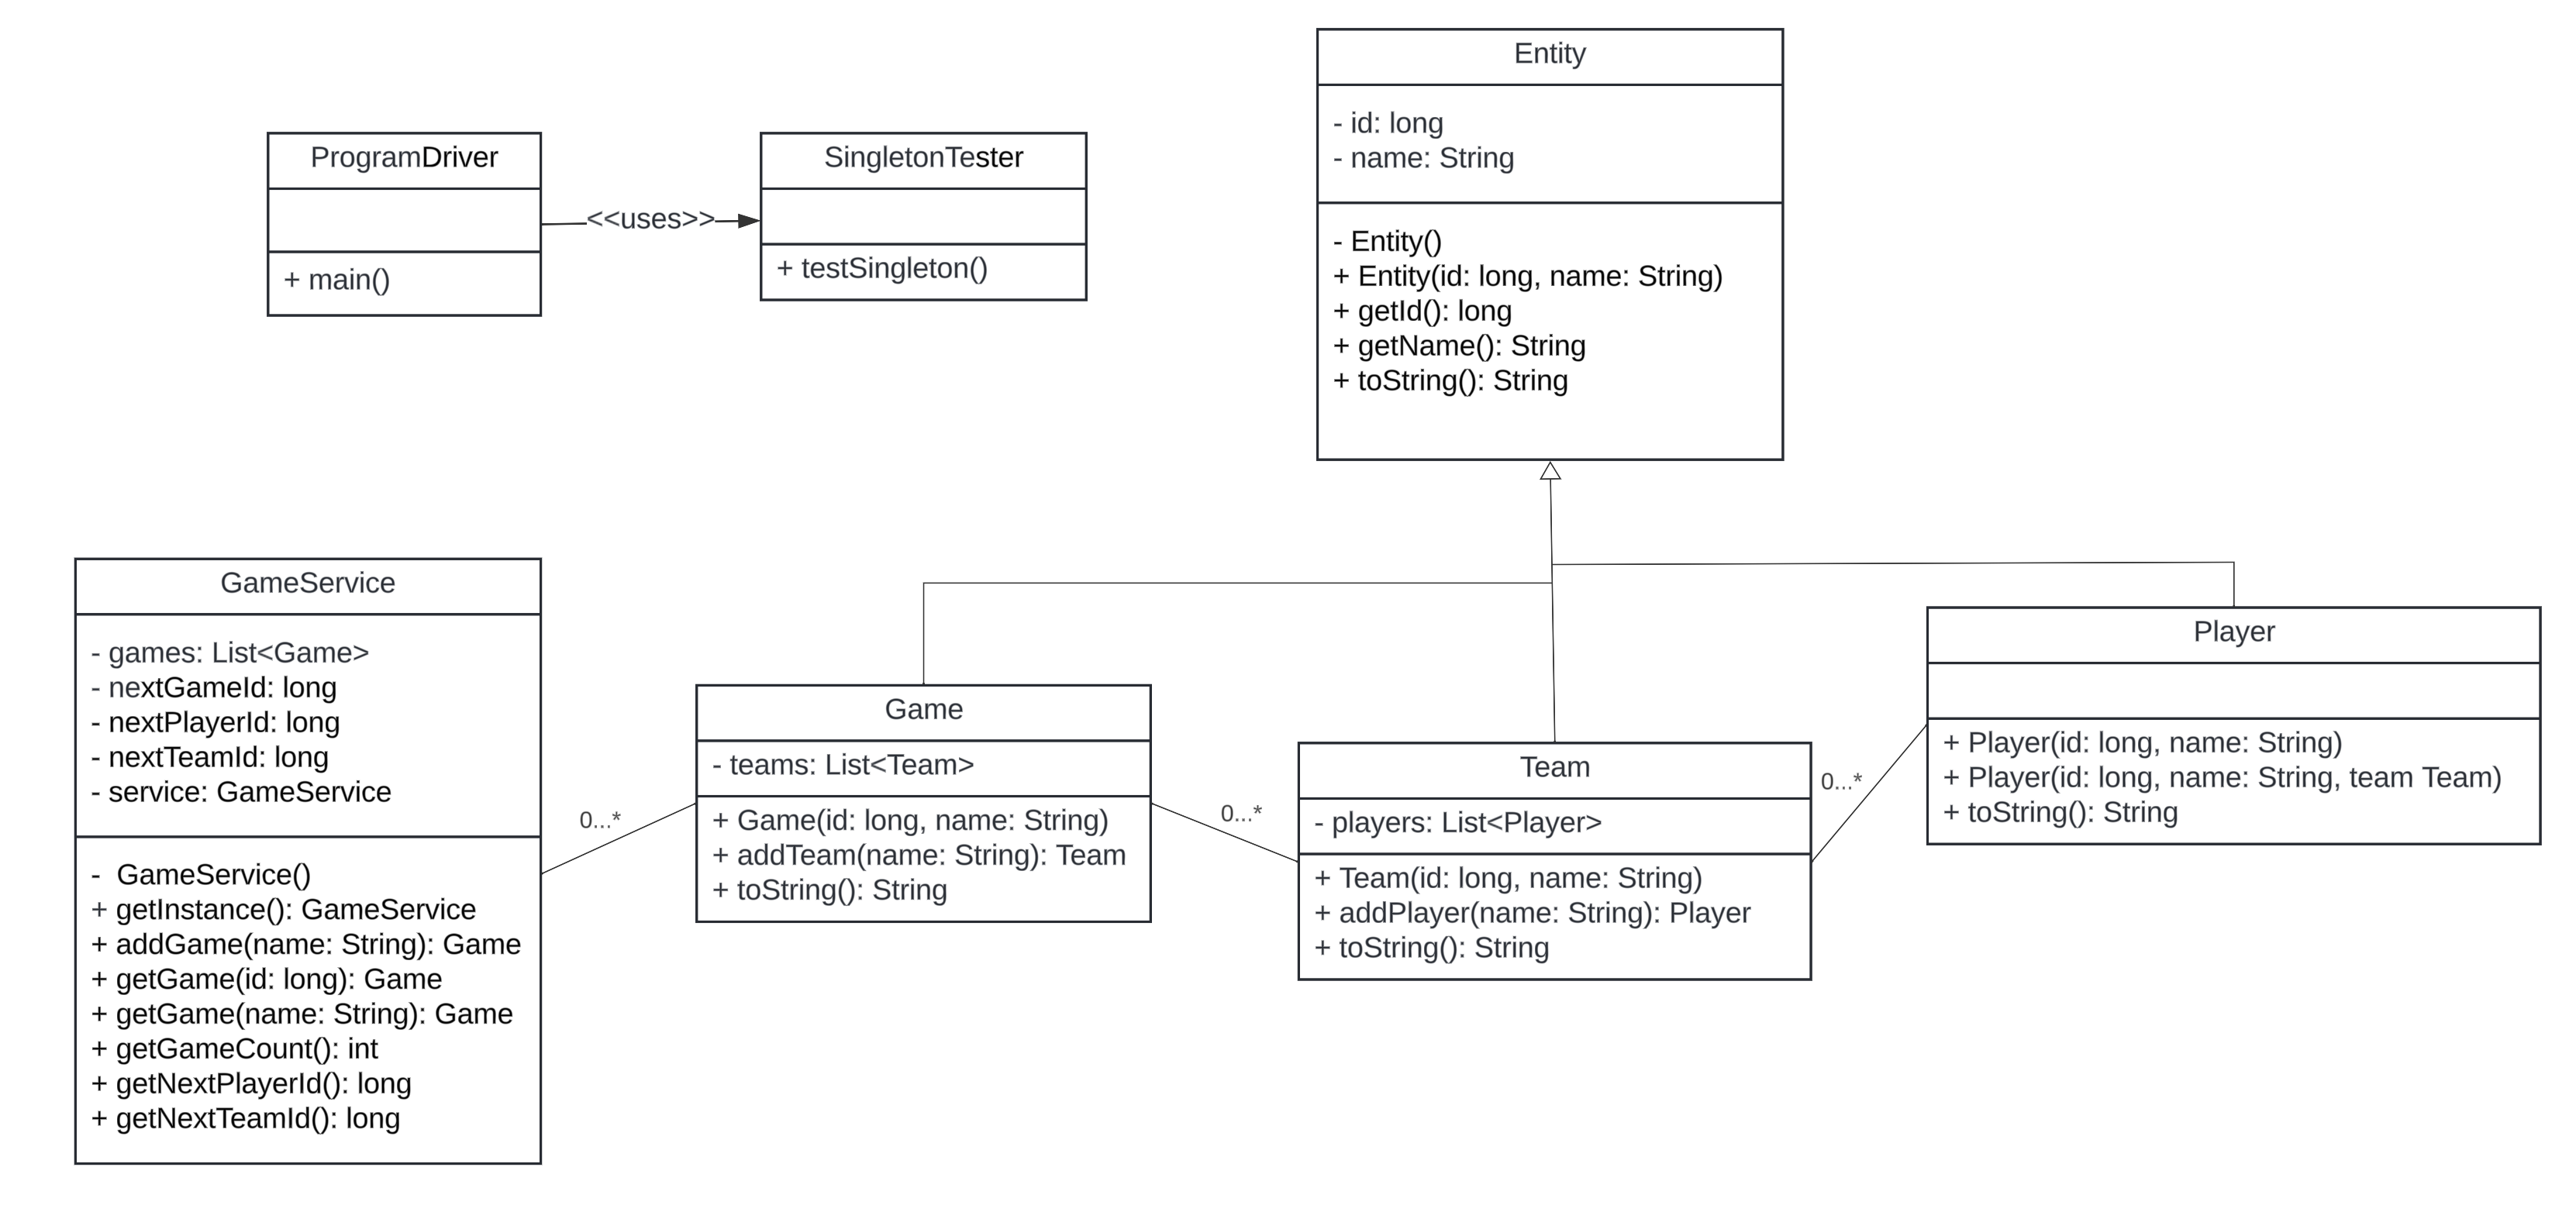 Entity
- id: long
- name: String
- Entity()
+ Entity(id: long, name: String)
+ getId(): long
+ getName(): String
+ toString(): String
ProgramDriver
+ main()
<<uses>>
SingletonTester
+ testSingleton()
GameService
- games: List<Game>
- nextGameId: long
- nextPlayerId: long
- nextTeamId: long
- service: GameService
- GameService()
+ getInstance(): GameService
+ addGame(name: String): Game
+ getGame(id: long): Game
+ getGame(name: String): Game
+ getGameCount(): int
+ getNextPlayerId(): long
+ getNextTeamId(): long
0...*
Game
- teams: List<Team>
+ Game(id: long, name: String)
+ addTeam(name: String): Team
+ toString(): String
0...*
Team
- players: List<Player>
+ Team(id: long, name: String)
+ addPlayer(name: String): Player
+ toString(): String
0...*
Player
+ Player(id: long, name: String)
+ Player(id: long, name: String, team Team)
+ toString(): String